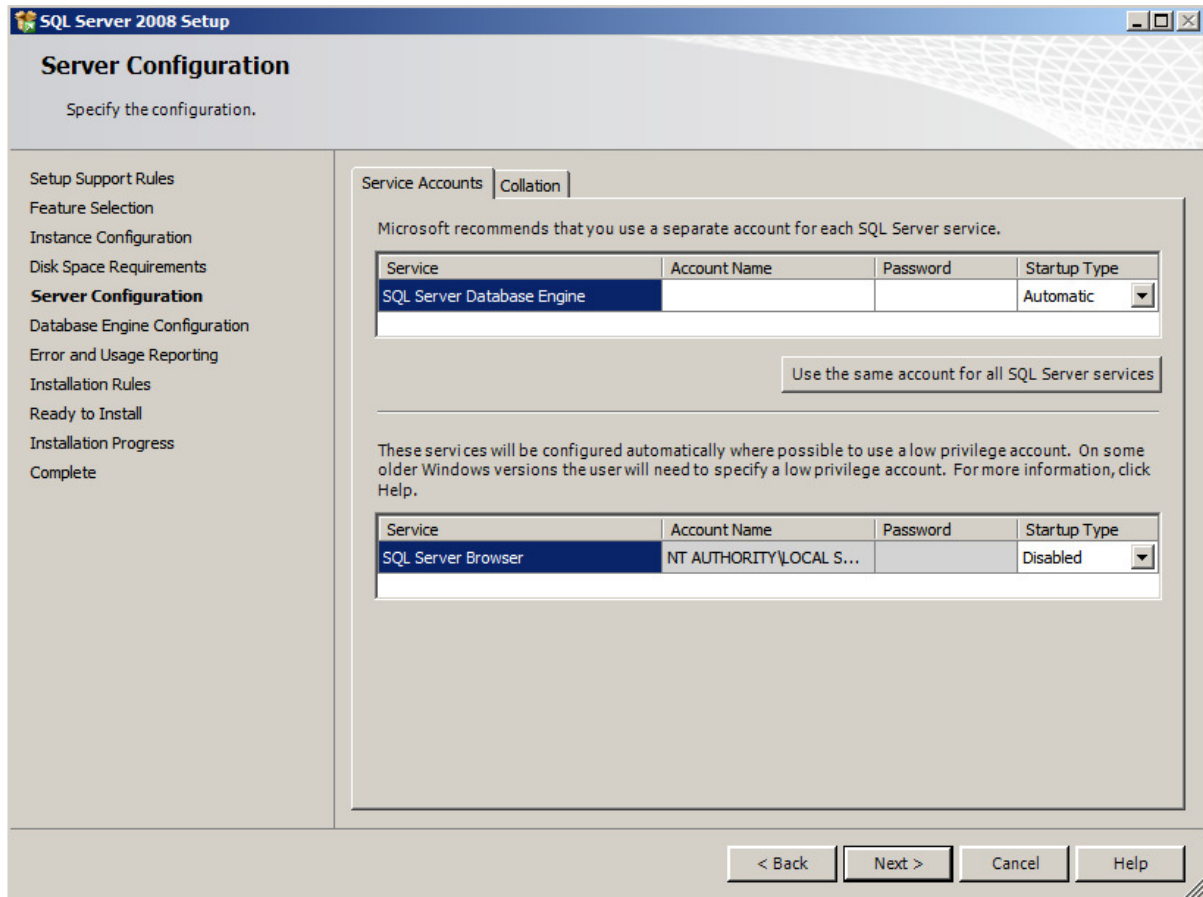 SQL Server 2008 Setup
Server Configuration
Specify the configuration.
Setup Support Rules
Feature Selection
Instance Configuration
Disk Space Requirements
Server Configuration
Database Engine Configuration
Error and Usage Reporting
Installation Rules
Ready to Install
Installation Progress
Complete
Service Accounts Collation
Microsoft recommends that you use a separate account for each SQL Server service.
Service Account Name Password Startup Type
SQL Server Database Engine Automatic
Use the same account for all SQL Server services
These services will be configured automatically where possible to use a low privilege account. On some
older Windows versions the user will need to specify a low privilege account. For more information, click
Help.
Service Account Name Password Startup Type
SQL Server Browser NT AUTHORITY\LOCAL S... Disabled
< Back Next > Cancel Help